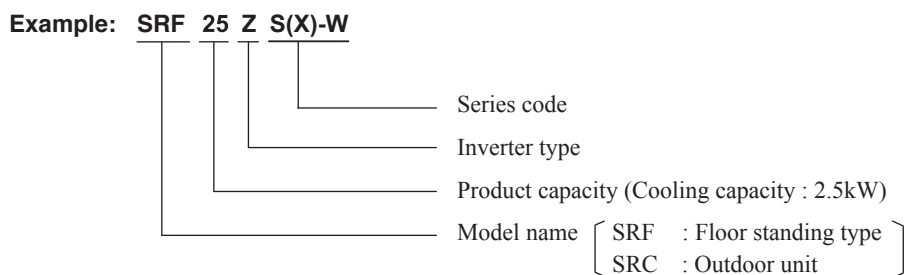 Example: SRF 25 Z S(X)-W
Series code
Inverter type
Product capacity (Cooling capacity : 2.5kW)
Model name SRF : Floor standing type
SRC : Outdoor unit